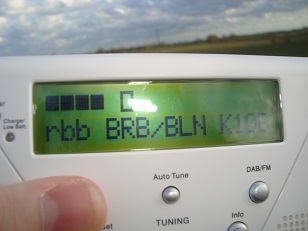 rbb BRB/BLN K10B
Charge/
Low Batt.
Auto Tune
DAB/FM
TUNING
Info